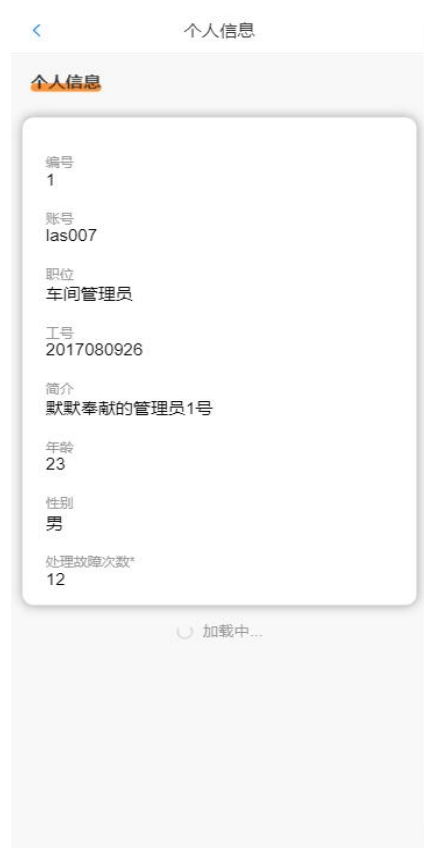 个人信息
个人信息
编号
1
账号
las007
职位
车间管理员
工号
2017080926
简介
默默奉献的管理员1号
年龄
23
性别
男
处理故障次数*
12
加载中...